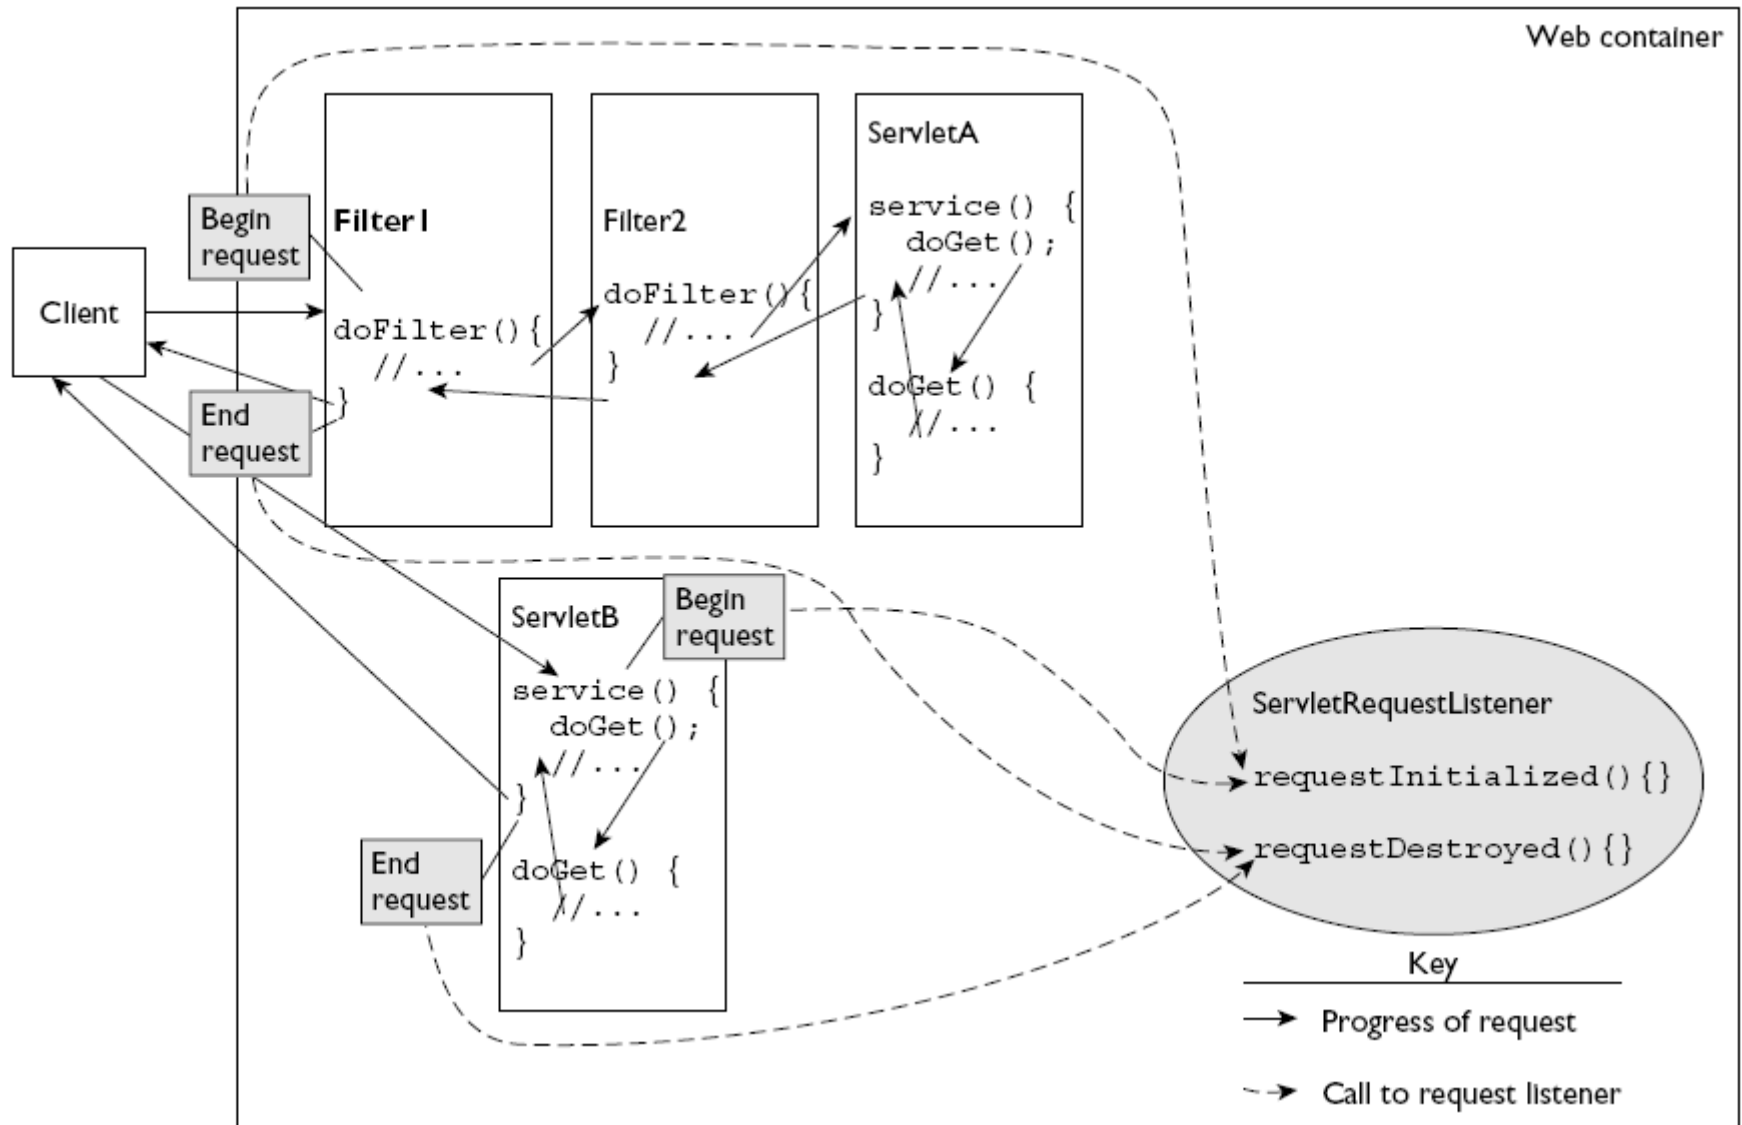 Web container
Begin
request
Client
End
request
Filter1
doFilter(){
//...
}
Filter2
doFilter(){
//...
}
ServletA
service() {
doGet();
//...
}
doGet() {
//...
}
ServletB
service() {
doGet();
//...
}
doGet() {
//...
}
Begin
request
End
request
ServletRequestListener
requestInitialized(){}
requestDestroyed(){}
Key
Progress of request
Call to request listener